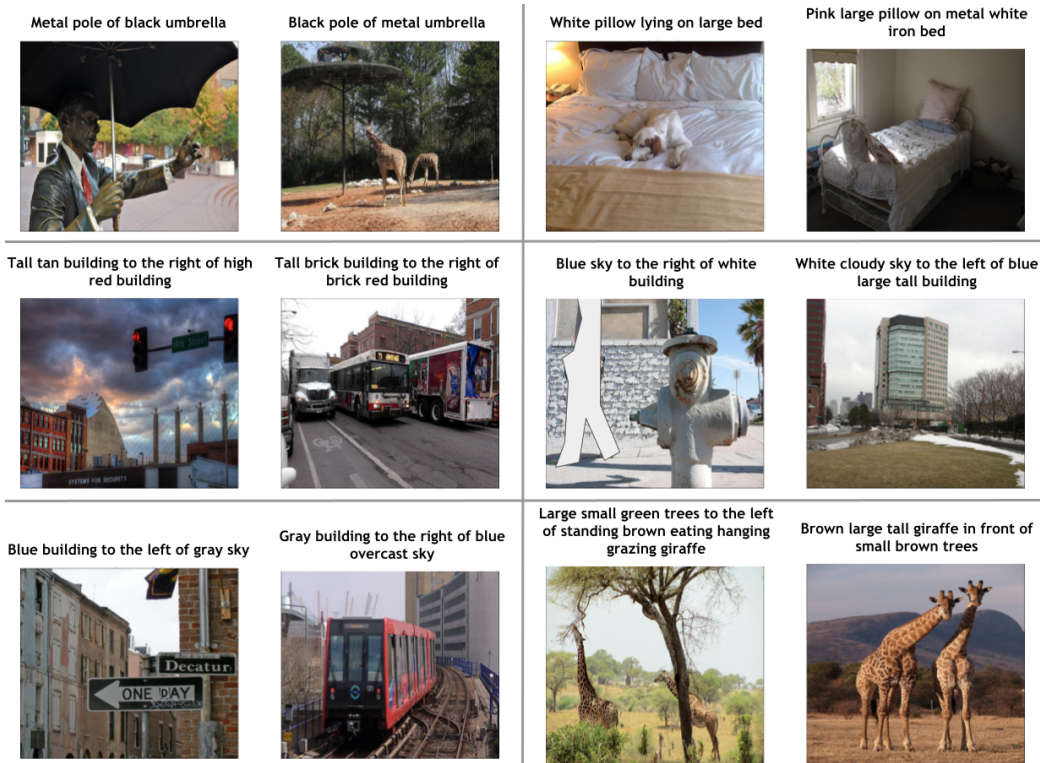 Metal pole of black umbrella
Black pole of metal umbrella
White pillow lying on large bed
Pink large pillow on metal white
iron bed
Tall tan building to the right of high
red building
Tall brick building to the right of
brick red building
Blue sky to the right of white
building
White cloudy sky to the left of blue
large tall building
SYSTEMS FOR SECURITY
Blue building to the left of gray sky
Gray building to the right of blue
overcast sky
Large small green trees to the left
of standing brown eating hanging
grazing giraffe
Brown large tall giraffe in front of
small brown trees
Decatur
ONE DAY